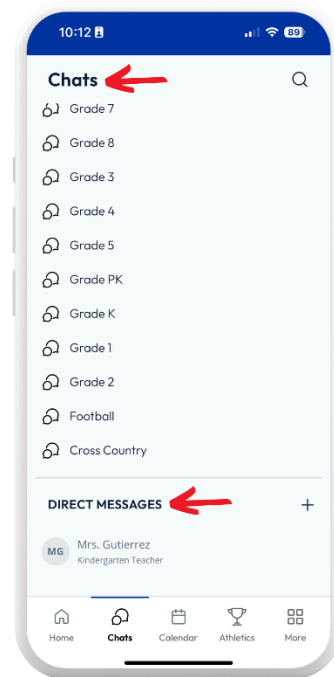 10:12
89
Chats
Grade 7
Grade 8
Grade 3
Grade 4
Grade 5
Grade PK
Grade K
Grade 1
Grade 2
Football
Cross Country
DIRECT MESSAGES +
MG
Mrs. Gutierrez
Kindergarten Teacher
Home Chats Calendar Athletics More